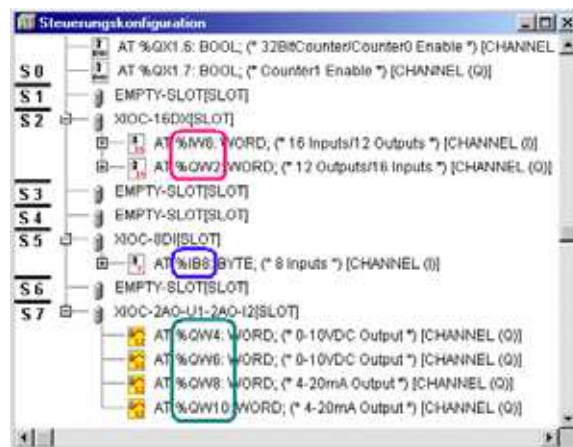 Steuerungskonfiguration
AT %QX1.6: BOOL; (* 32BitCounter/Counter0 Enable *) [CHANNEL
S 0 AT %QX1.7: BOOL; (* Counter1 Enable *) [CHANNEL (Q)]
S 1 EMPTY-SLOT[SLOT]
S 2 XIOC-16DX[SLOT]
AT %IW6: WORD; (* 16 Inputs/12 Outputs *) [CHANNEL (I)]
AT %QW2: WORD; (* 12 Outputs/16 Inputs *) [CHANNEL (Q)]
S 3 EMPTY-SLOT[SLOT]
S 4 EMPTY-SLOT[SLOT]
S 5 XIOC-8DI[SLOT]
AT %IB8: BYTE; (* 8 Inputs *) [CHANNEL (I)]
S 6 EMPTY-SLOT[SLOT]
S 7 XIOC-2AO-U1-2AO-I2[SLOT]
AT %QW4: WORD; (* 0-10VDC Output *) [CHANNEL (Q)]
AT %QW6: WORD; (* 0-10VDC Output *) [CHANNEL (Q)]
AT %QW8: WORD; (* 4-20mA Output *) [CHANNEL (Q)]
AT %QW10: WORD; (* 4-20mA Output *) [CHANNEL (Q)]